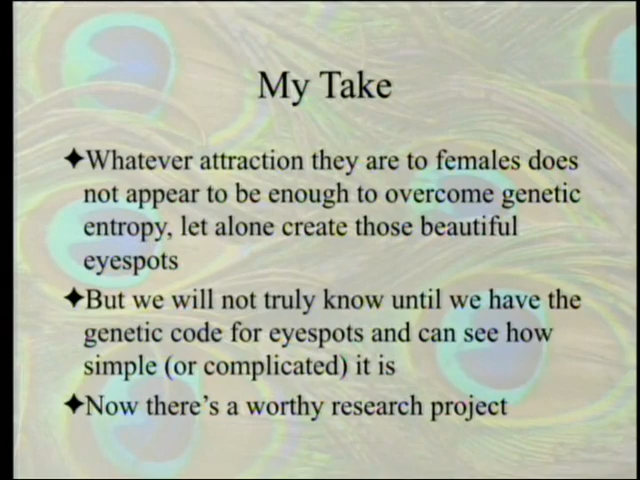 My Take
✦Whatever attraction they are to females does
not appear to be enough to overcome genetic
entropy, let alone create those beautiful
eyespots
✦But we will not truly know until we have the
genetic code for eyespots and can see how
simple (or complicated) it is
✦Now there's a worthy research project